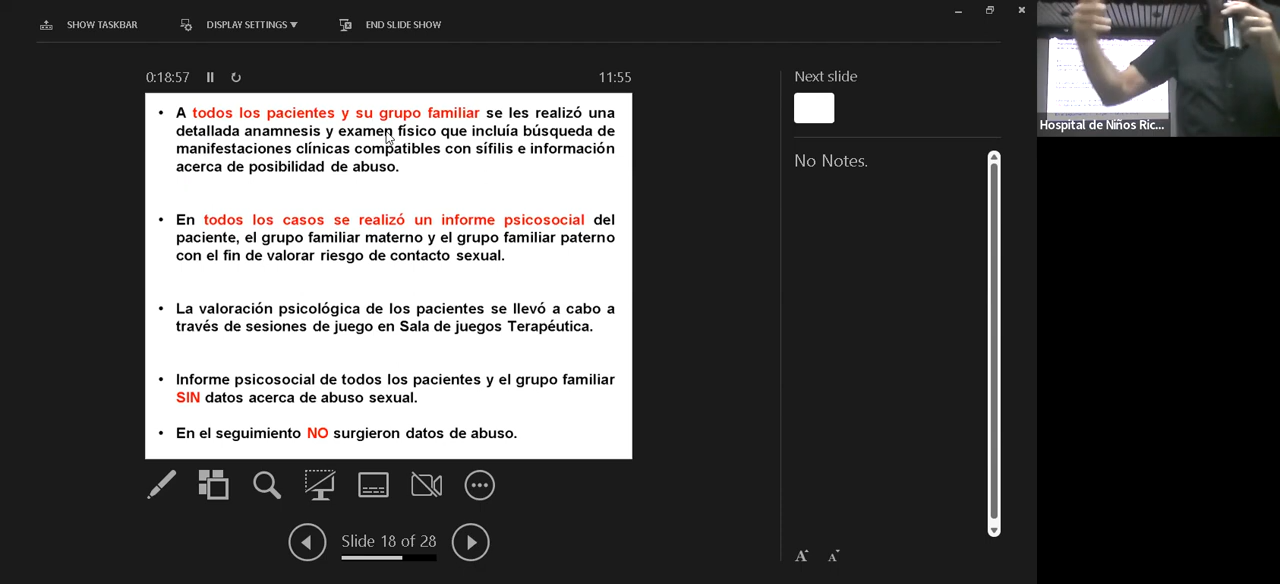 SHOW TASKBAR
DISPLAY SETTINGS ▼
END SLIDE SHOW
0:18:57
11:55
• A todos los pacientes y su grupo familiar se les realizó una
detallada anamnesis y examen físico que incluía búsqueda de
manifestaciones clínicas compatibles con sífilis e información
acerca de posibilidad de abuso.
• En todos los casos se realizó un informe psicosocial del
paciente, el grupo familiar materno y el grupo familiar paterno
con el fin de valorar riesgo de contacto sexual.
• La valoración psicológica de los pacientes se llevó a cabo a
través de sesiones de juego en Sala de juegos Terapéutica.
• Informe psicosocial de todos los pacientes y el grupo familiar
SIN datos acerca de abuso sexual.
• En el seguimiento NO surgieron datos de abuso.
Slide 18 of 28
Next slide
No Notes.
A A
Hospital de Niños Ric...